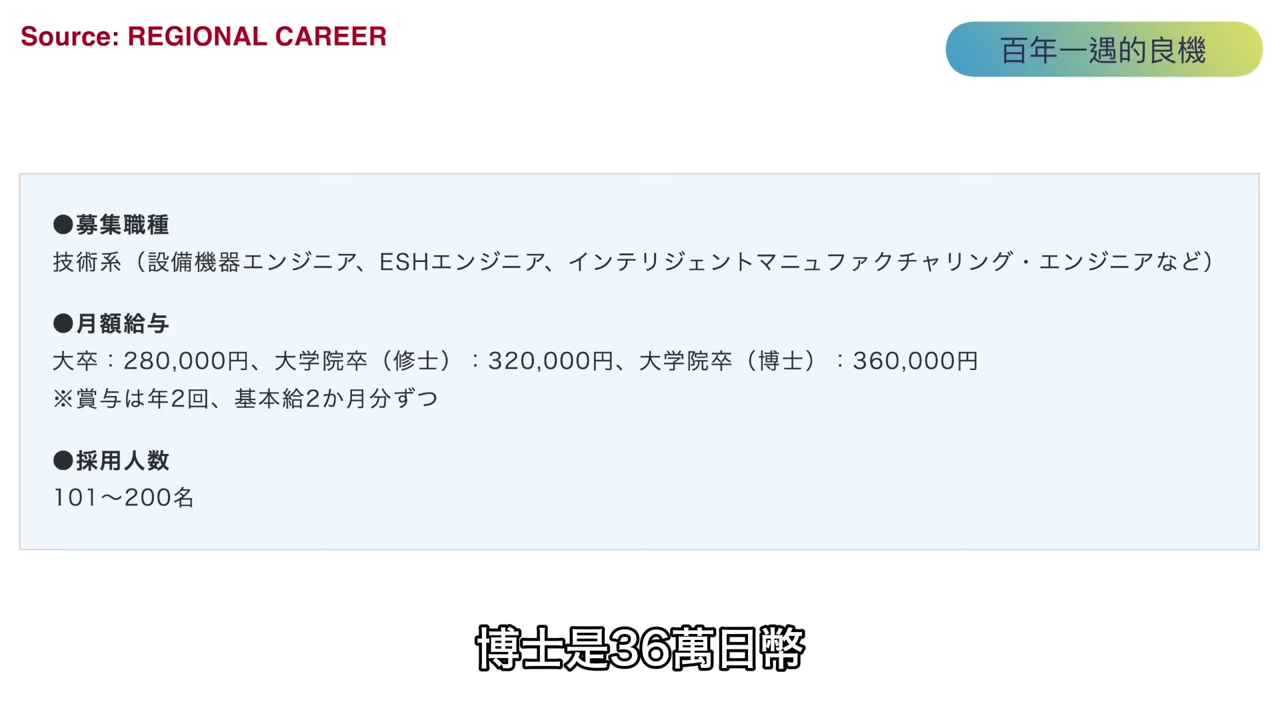 Source: REGIONAL CAREER
百年一遇的良機
●募集職種
技術系（設備機器エンジニア、ESHエンジニア、インテリジェントマニュファクチャリング・エンジニアなど）
●月額給与
大卒：280,000円、大学院卒（修士）：320,000円、大学院卒（博士）：360,000円
※賞与は年2回、基本給2か月分ずつ
●採用人数
101〜200名
博士是36萬日幣